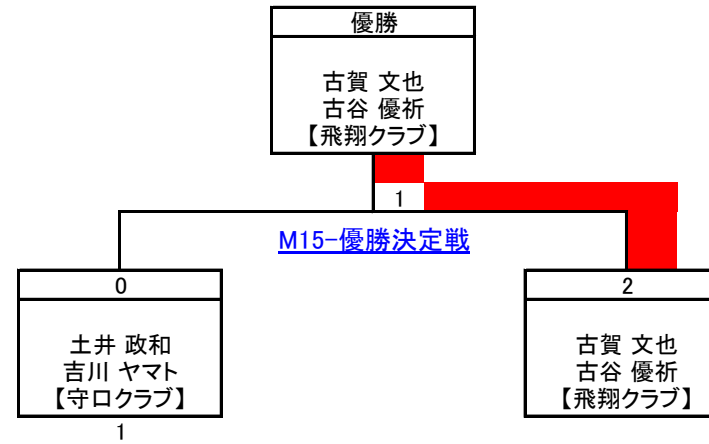 優勝
古賀 文也
古谷 優祈
【飛翔クラブ】
1
M15-優勝決定戦
0
土井 政和
吉川 ヤマト
【守口クラブ】
1
2
古賀 文也
古谷 優祈
【飛翔クラブ】